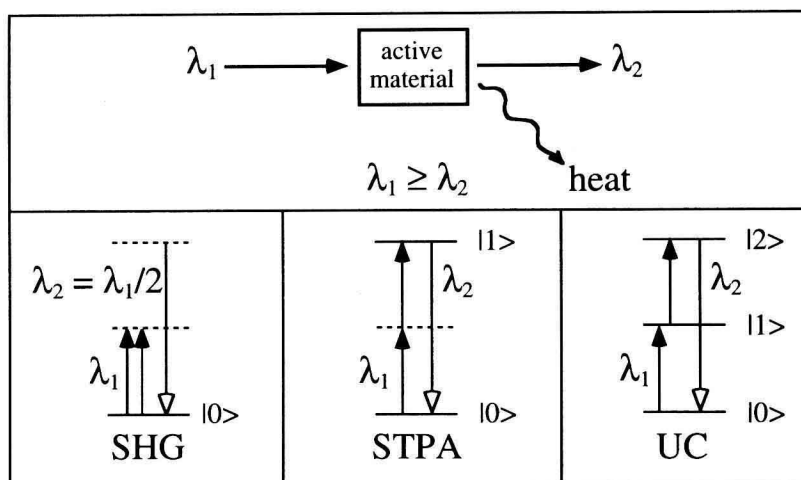 λ₁
active
material
λ₂
λ₁ ≥ λ₂
heat
λ₂ = λ₁/2
λ₁
|0>
SHG
|1>
λ₂
λ₁
|0>
STPA
|2>
λ₂
|1>
λ₁
|0>
UC